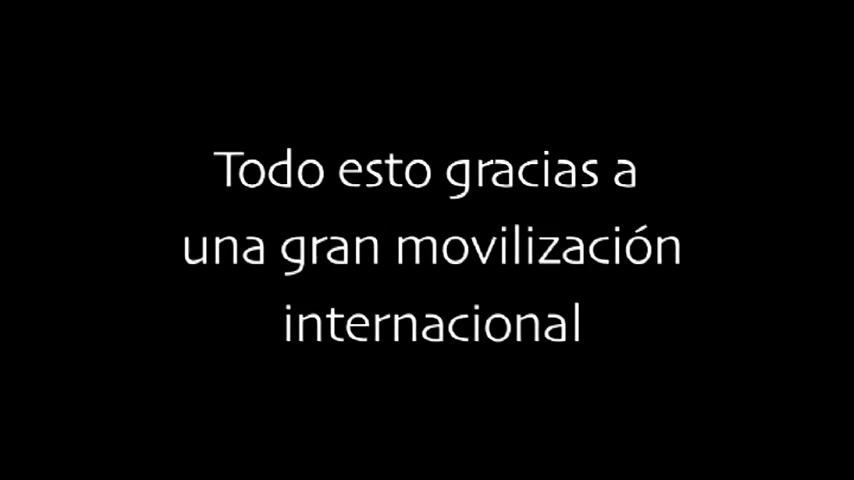 Todo esto gracias a
una gran movilización
internacional